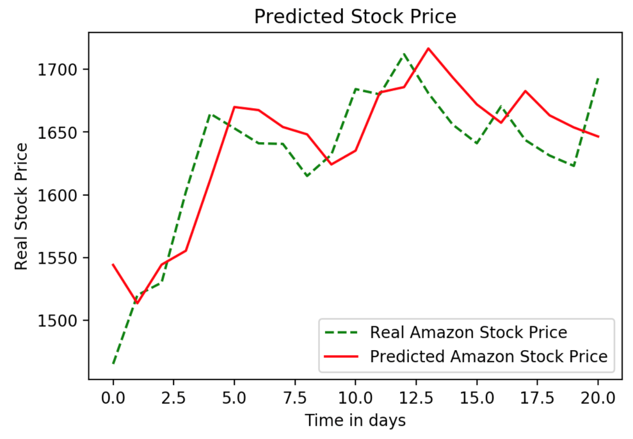 Predicted Stock Price
Real Stock Price
1700
1650
1600
1550
1500
Real Amazon Stock Price
Predicted Amazon Stock Price
0.0 2.5 5.0 7.5 10.0 12.5 15.0 17.5 20.0
Time in days